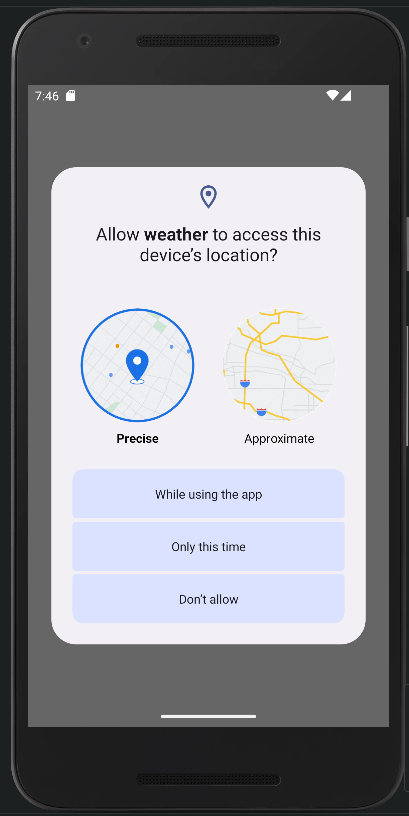 7:46
Allow weather to access this
device's location?
Precise
Approximate
While using the app
Only this time
Don't allow